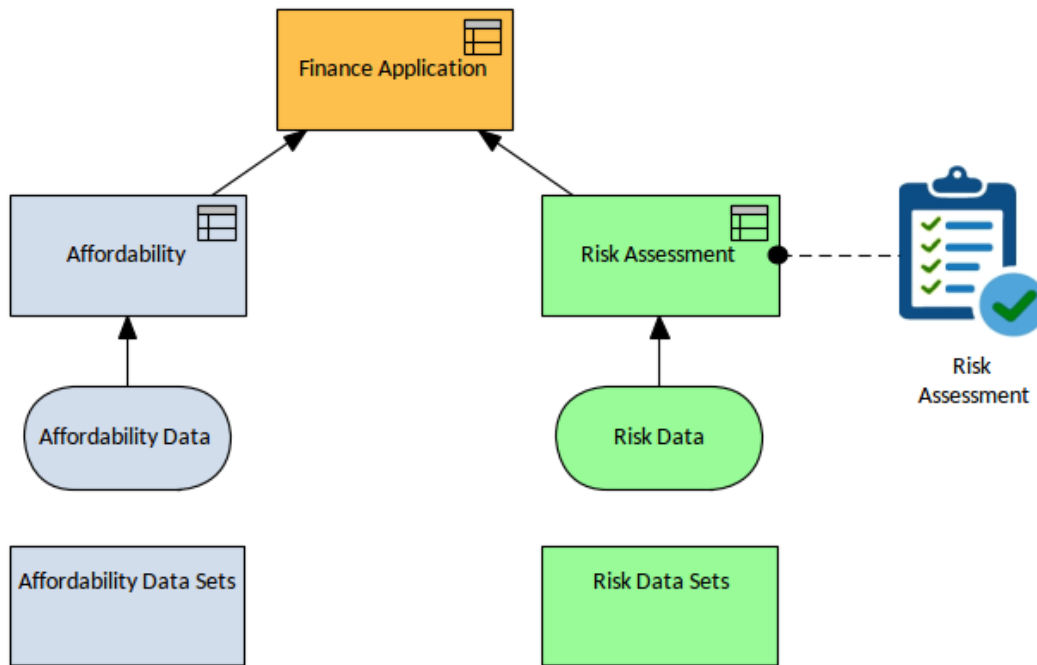 Finance Application
Affordability
Risk Assessment
Risk
Assessment
Affordability Data
Risk Data
Affordability Data Sets
Risk Data Sets